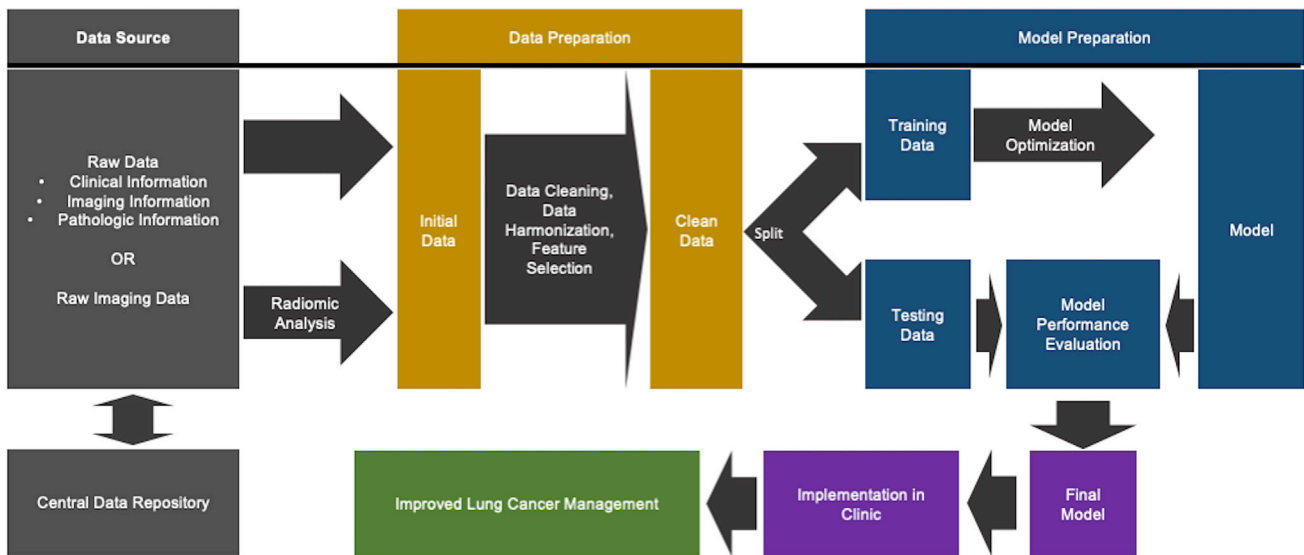 Data Source
Data Preparation
Model Preparation
Raw Data
• Clinical Information
• Imaging Information
• Pathologic Information
OR
Raw Imaging Data
Radiomic
Analysis
Initial
Data
Data Cleaning,
Data
Harmonization,
Feature
Selection
Clean
Data
Split
Training
Data
Model
Optimization
Model
Testing
Data
Model
Performance
Evaluation
Central Data Repository
Improved Lung Cancer Management
Implementation in
Clinic
Final
Model